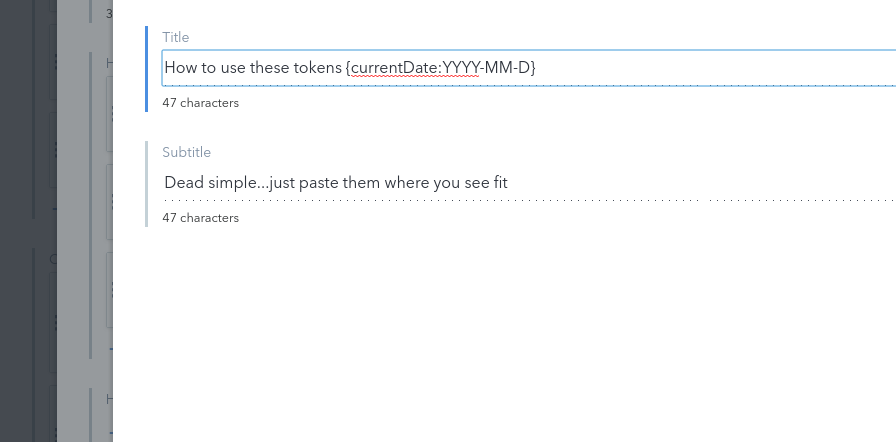 3
H
Title
How to use these tokens {currentDate:YYYY-MM-D}
47 characters
Subtitle
Dead simple...just paste them where you see fit
47 characters
H